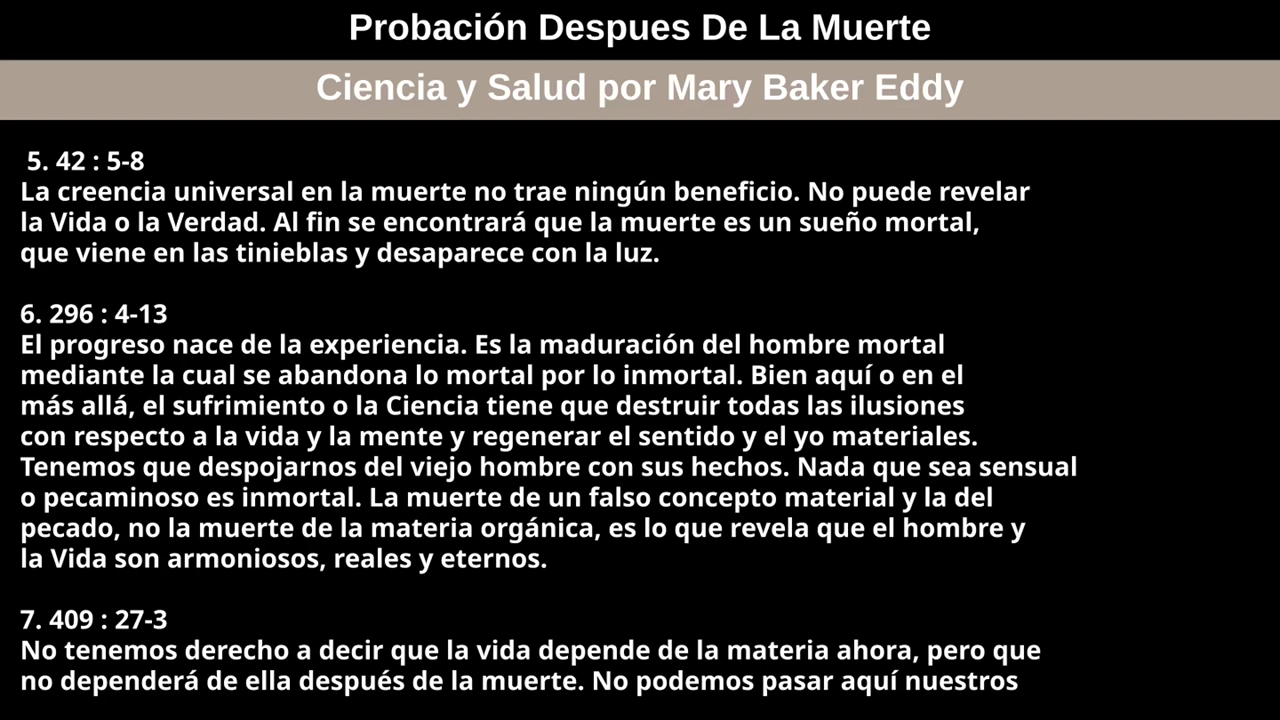 Probación Despues De La Muerte
Ciencia y Salud por Mary Baker Eddy
5. 42 : 5-8
La creencia universal en la muerte no trae ningún beneficio. No puede revelar
la Vida o la Verdad. Al fin se encontrará que la muerte es un sueño mortal,
que viene en las tinieblas y desaparece con la luz.
6. 296 : 4-13
El progreso nace de la experiencia. Es la maduración del hombre mortal
mediante la cual se abandona lo mortal por lo inmortal. Bien aquí o en el
más allá, el sufrimiento o la Ciencia tiene que destruir todas las ilusiones
con respecto a la vida y la mente y regenerar el sentido y el yo materiales.
Tenemos que despojarnos del viejo hombre con sus hechos. Nada que sea sensual
o pecaminoso es inmortal. La muerte de un falso concepto material y la del
pecado, no la muerte de la materia orgánica, es lo que revela que el hombre y
la Vida son armoniosos, reales y eternos.
7. 409 : 27-3
No tenemos derecho a decir que la vida depende de la materia ahora, pero que
no dependerá de ella después de la muerte. No podemos pasar aquí nuestros